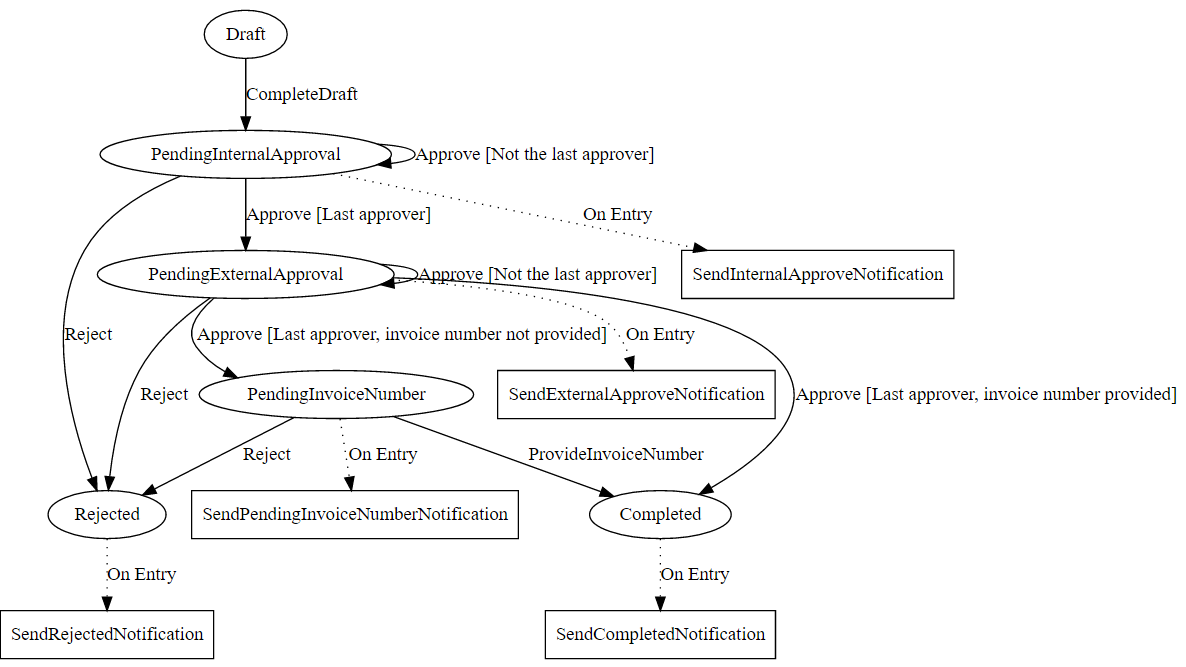 Draft
CompleteDraft
PendingInternalApproval
Approve [Not the last approver]
Approve [Last approver]
On Entry
PendingExternalApproval
Approve [Not the last approver]
SendInternalApproveNotification
Reject
Approve [Last approver, invoice number not provided]
On Entry
Reject
PendingInvoiceNumber
SendExternalApproveNotification
Approve [Last approver, invoice number provided]
Reject
On Entry
ProvideInvoiceNumber
Rejected
SendPendingInvoiceNumberNotification
Completed
On Entry
On Entry
SendRejectedNotification
SendCompletedNotification